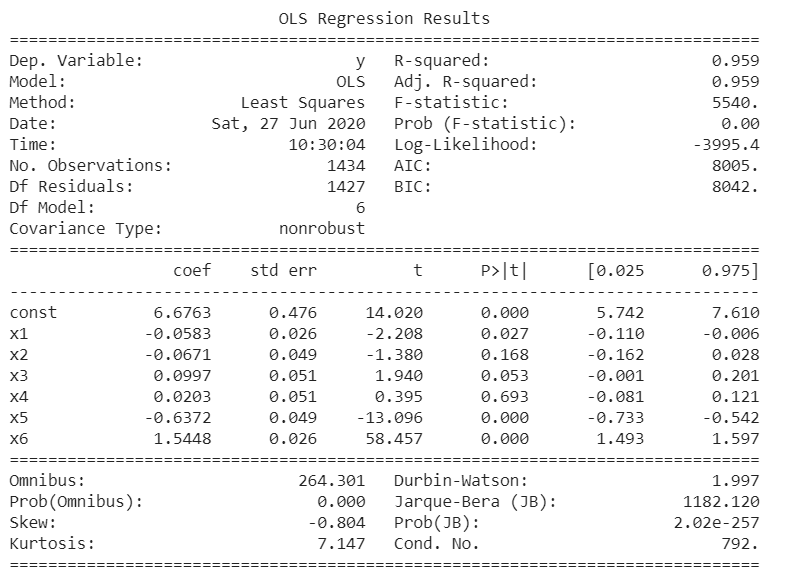 OLS Regression Results
==============================================================================
Dep. Variable: y R-squared: 0.959
Model: OLS Adj. R-squared: 0.959
Method: Least Squares F-statistic: 5540.
Date: Sat, 27 Jun 2020 Prob (F-statistic): 0.00
Time: 10:30:04 Log-Likelihood: -3995.4
No. Observations: 1434 AIC: 8005.
Df Residuals: 1427 BIC: 8042.
Df Model: 6
Covariance Type: nonrobust
==============================================================================
coef std err t P>|t| [0.025 0.975]
------------------------------------------------------------------------------
const 6.6763 0.476 14.020 0.000 5.742 7.610
x1 -0.0583 0.026 -2.208 0.027 -0.110 -0.006
x2 -0.0671 0.049 -1.380 0.168 -0.162 0.028
x3 0.0997 0.051 1.940 0.053 -0.001 0.201
x4 0.0203 0.051 0.395 0.693 -0.081 0.121
x5 -0.6372 0.049 -13.096 0.000 -0.733 -0.542
x6 1.5448 0.026 58.457 0.000 1.493 1.597
==============================================================================
Omnibus: 264.301 Durbin-Watson: 1.997
Prob(Omnibus): 0.000 Jarque-Bera (JB): 1182.120
Skew: -0.804 Prob(JB): 2.02e-257
Kurtosis: 7.147 Cond. No. 792.
==============================================================================